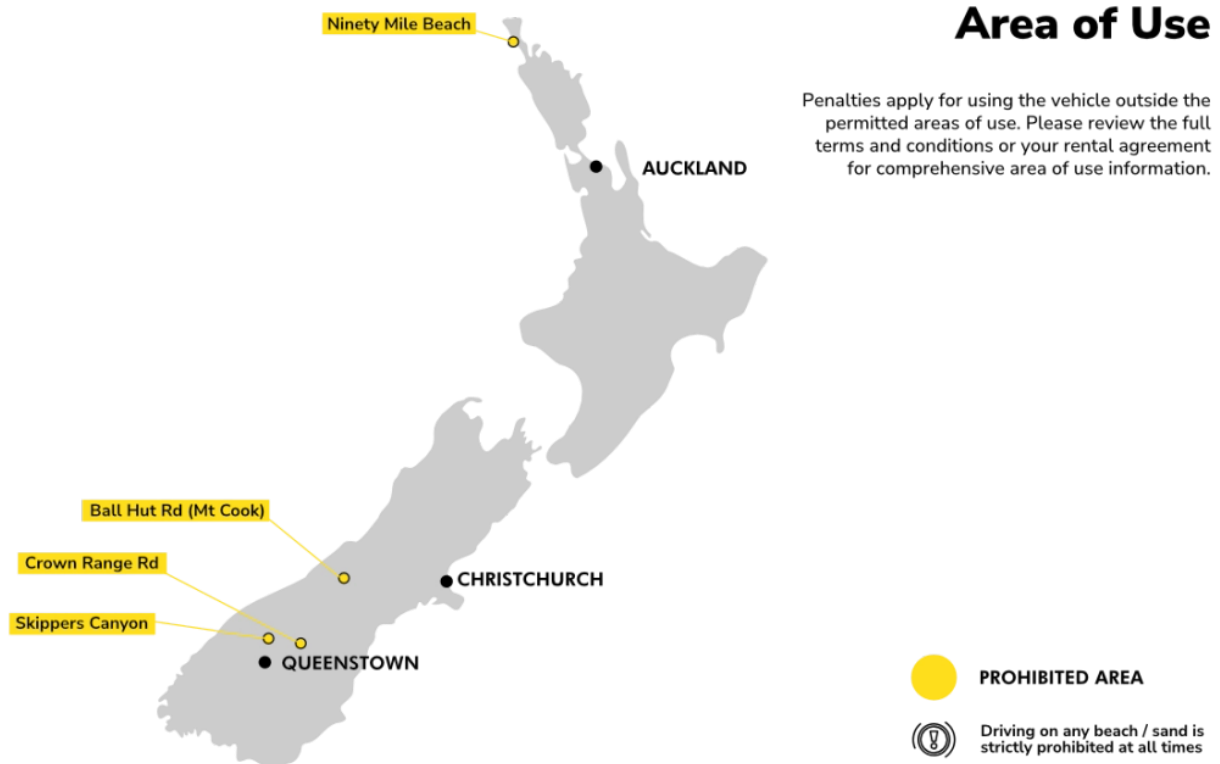 Area of Use
Penalties apply for using the vehicle outside the
permitted areas of use. Please review the full
terms and conditions or your rental agreement
for comprehensive area of use information.
Ninety Mile Beach
AUCKLAND
Ball Hut Rd (Mt Cook)
Crown Range Rd
CHRISTCHURCH
Skippers Canyon
QUEENSTOWN
PROHIBITED AREA
Driving on any beach / sand is
strictly prohibited at all times